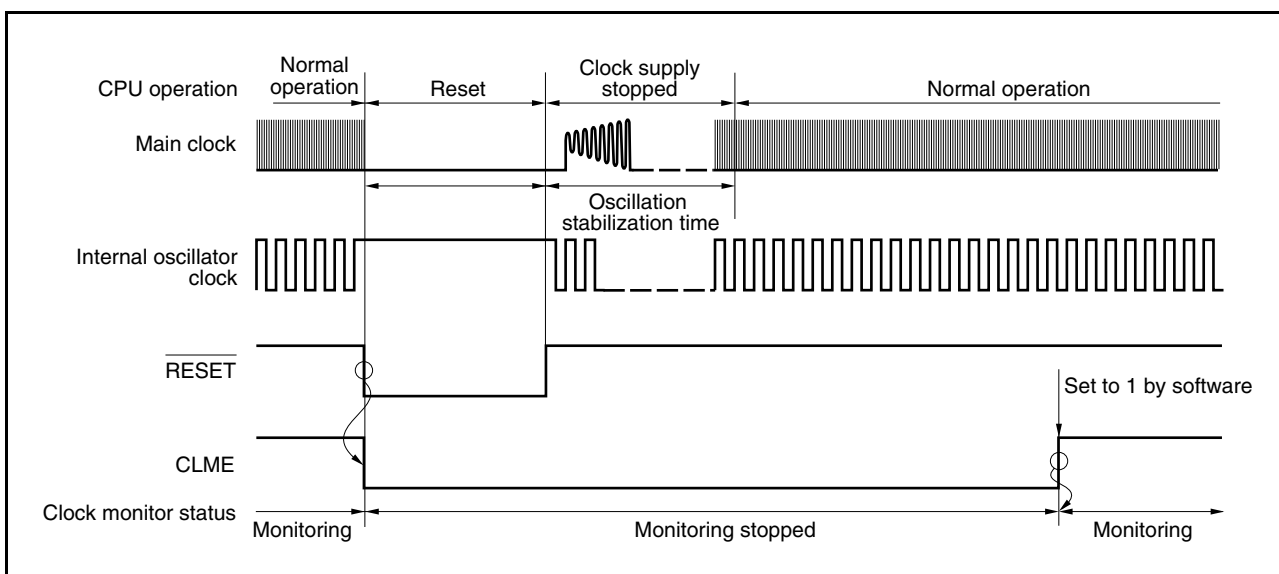 CPU operation
Normal
operation
Reset
Clock supply
stopped
Normal operation
Main clock
Oscillation
stabilization time
Internal oscillator
clock
RESET
Set to 1 by software
CLME
Clock monitor status
Monitoring
Monitoring stopped
Monitoring